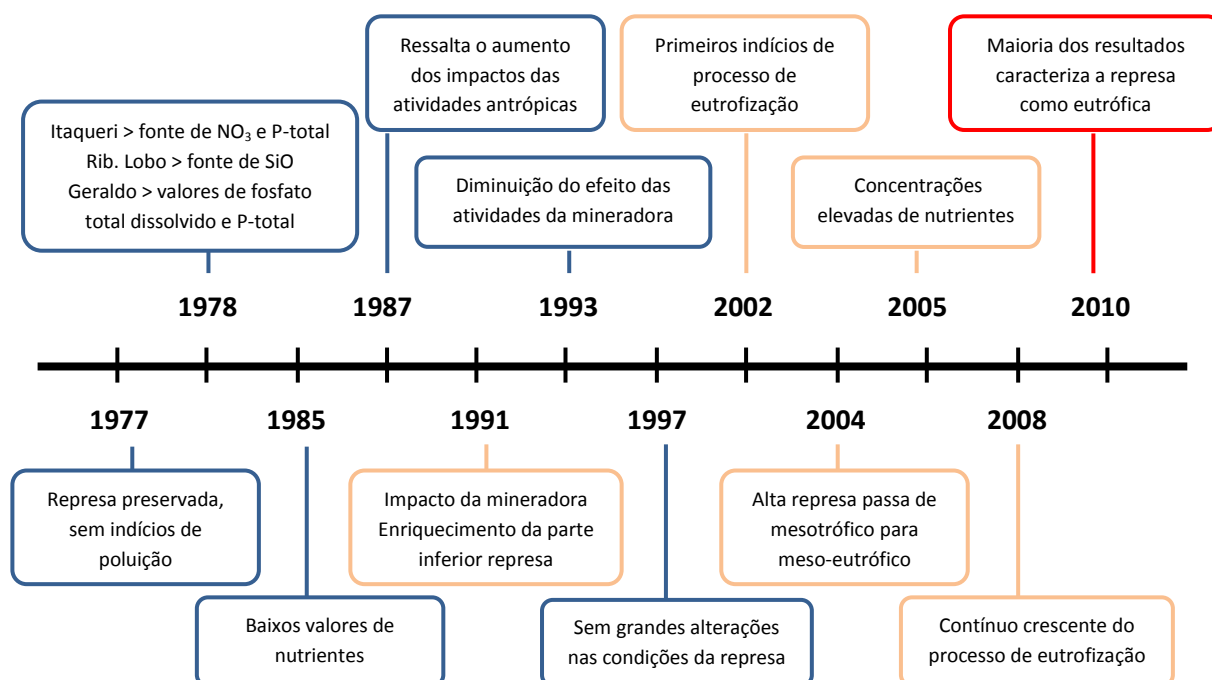 Ressalta o aumento
dos impactos das
atividades antrópicas
Primeiros indícios de
processo de
eutrofização
Maioria dos resultados
caracteriza a represa
como eutrófica
Itaqueri > fonte de NO₃ e P-total
Rib. Lobo > fonte de SiO
Geraldo > valores de fosfato
total dissolvido e P-total
Diminuição do efeito das
atividades da mineradora
Concentrações
elevadas de nutrientes
1978
1987
1993
2002
2005
2010
1977
1985
1991
1997
2004
2008
Represa preservada,
sem indícios de
poluição
Impacto da mineradora
Enriquecimento da parte
inferior represa
Alta represa passa de
mesotrófico para
meso-eutrófico
Baixos valores de
nutrientes
Sem grandes alterações
nas condições da represa
Contínuo crescente do
processo de eutrofização